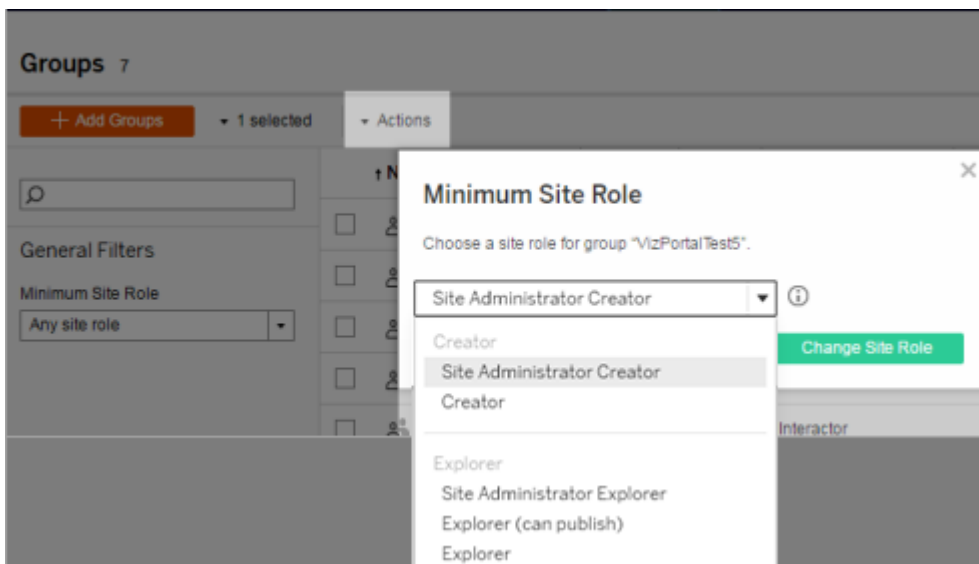 Groups 7
+ Add Groups
1 selected
Actions
↑ N
General Filters
Minimum Site Role
Any site role
Minimum Site Role
Choose a site role for group "VizPortalTest5".
Site Administrator Creator
Change Site Role
Creator
Site Administrator Creator
Creator
Interactor
Explorer
Site Administrator Explorer
Explorer (can publish)
Explorer